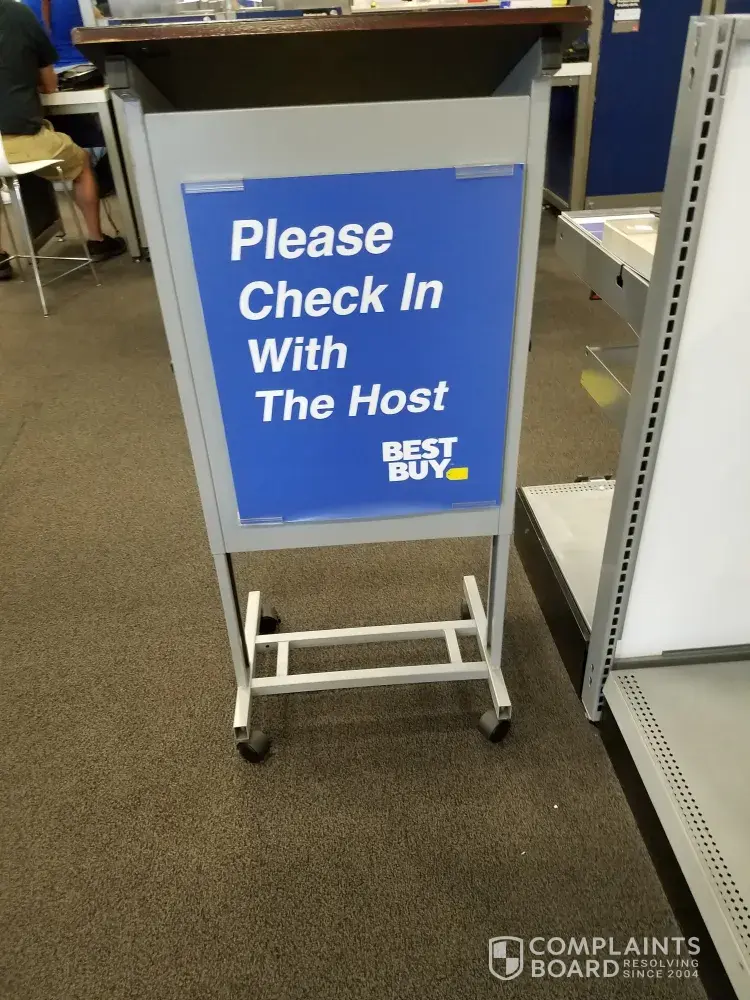 Please
Check In
With
The Host
BEST
BUY
COMPLAINTS
BOARD RESOLVING
SINCE 2004